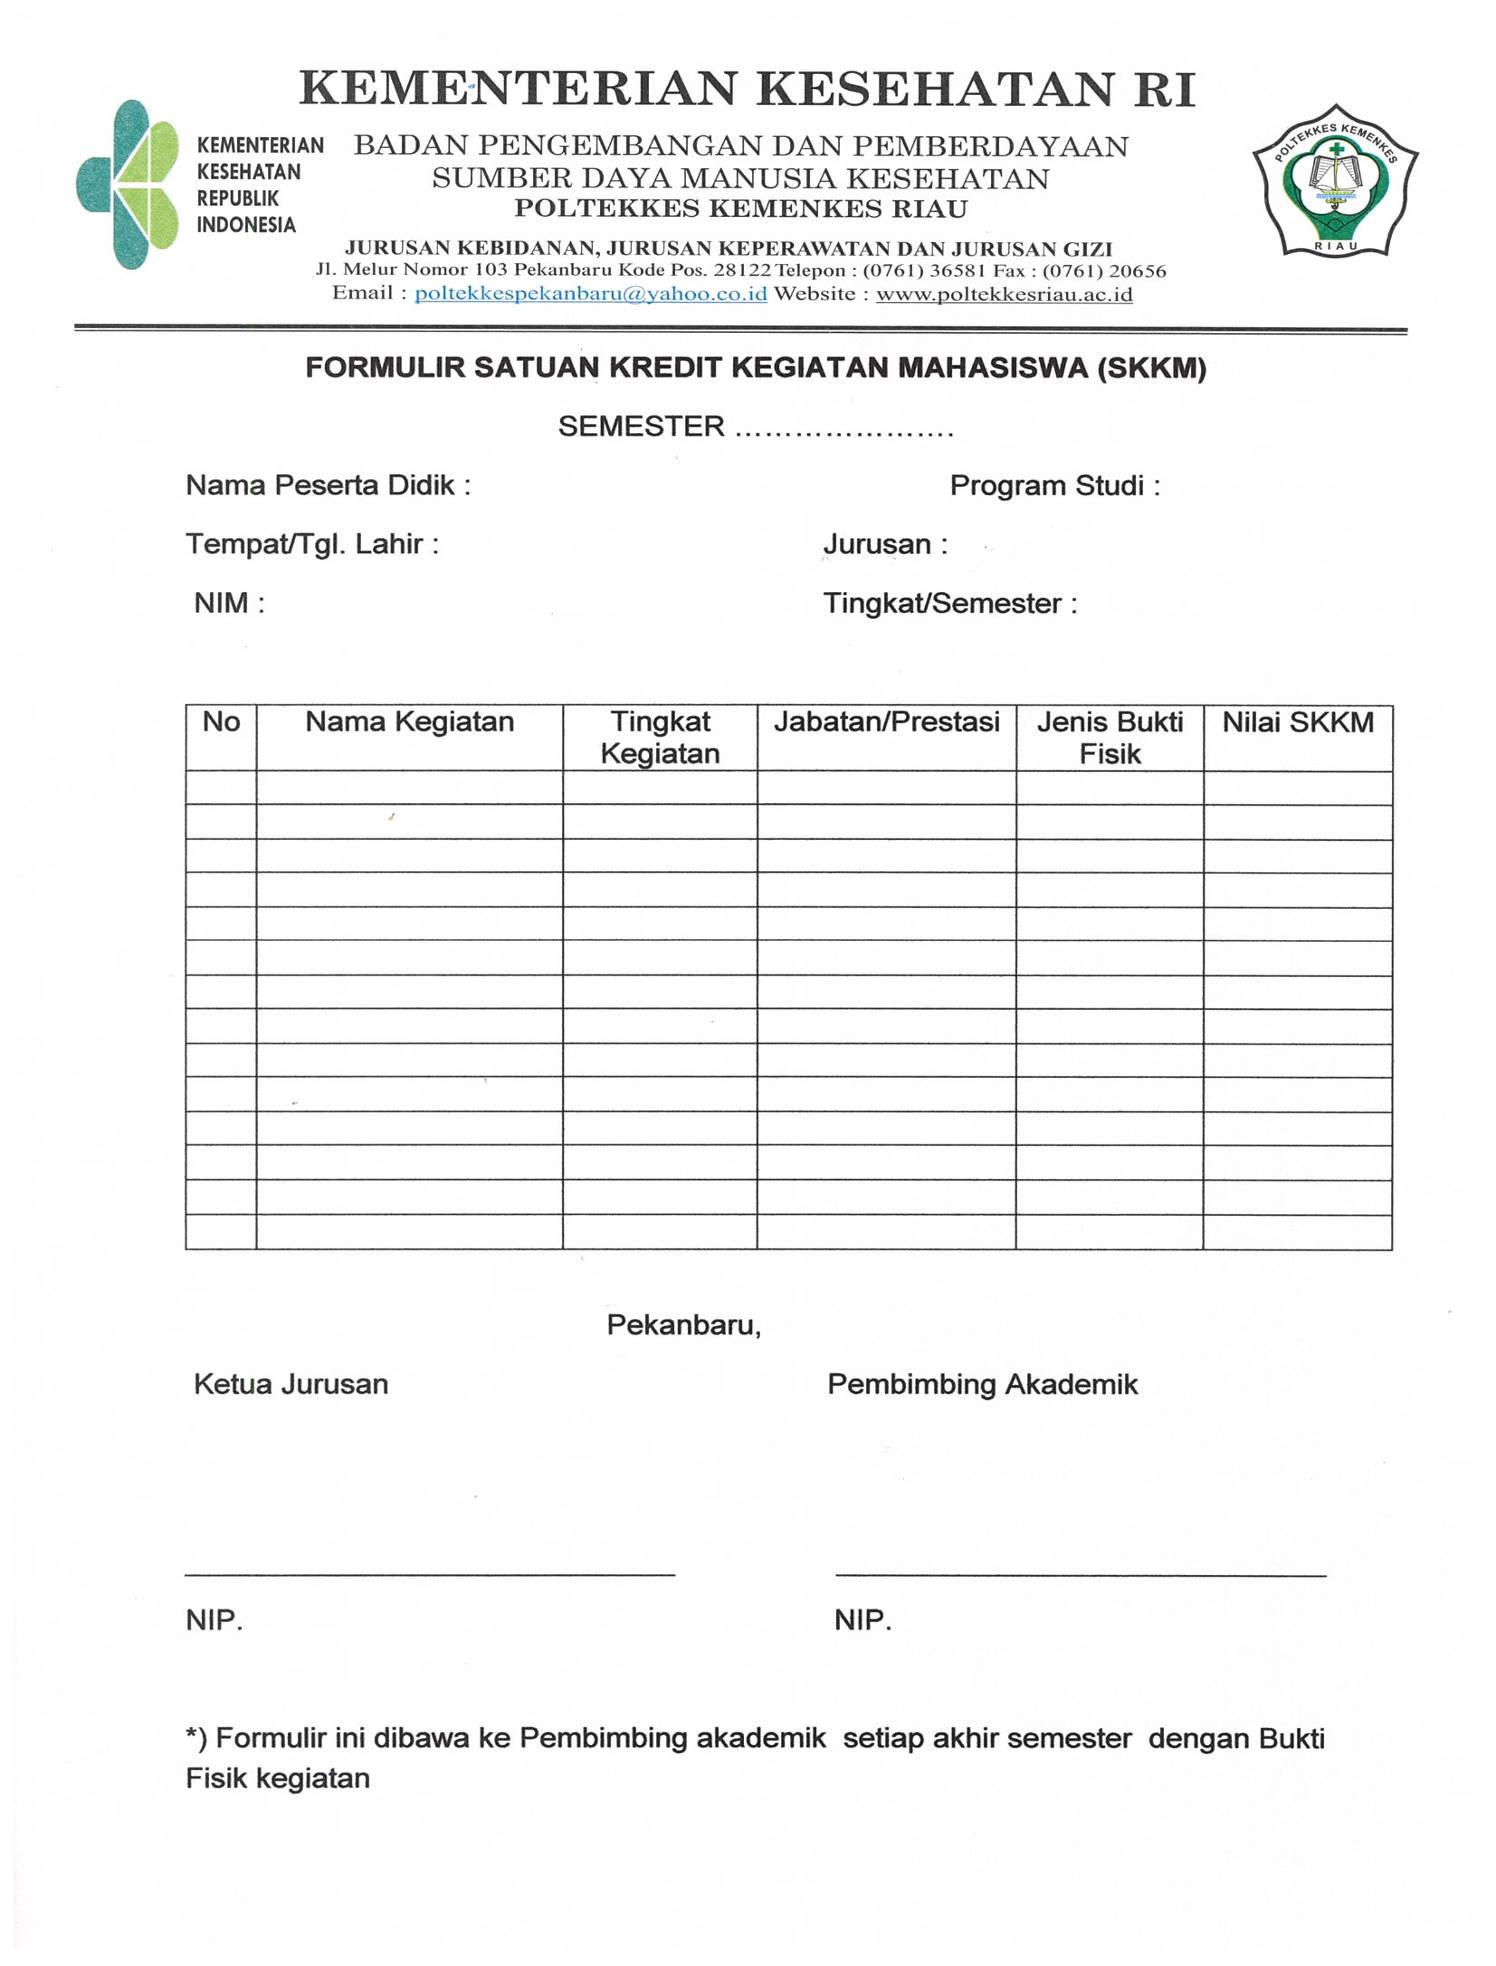 KEMENTERIAN KESEHATAN RI
KEMENTERIAN
KESEHATAN
REPUBLIK
INDONESIA
BADAN PENGEMBANGAN DAN PEMBERDAYAAN
SUMBER DAYA MANUSIA KESEHATAN
POLTEKKES KEMENKES RIAU
JURUSAN KEBIDANAN, JURUSAN KEPERAWATAN DAN JURUSAN GIZI
Jl. Melur Nomor 103 Pekanbaru Kode Pos. 28122 Telepon : (0761) 36581 Fax : (0761) 20656
Email : poltekkespekanbaru@yahoo.co.id Website : www.poltekkesriau.ac.id
POLTEKKES KEMENKES
RIAU
FORMULIR SATUAN KREDIT KEGIATAN MAHASISWA (SKKM)
SEMESTER ......................
Nama Peserta Didik : Program Studi :
Tempat/Tgl. Lahir : Jurusan :
NIM : Tingkat/Semester :
No Nama Kegiatan Tingkat Jabatan/Prestasi Jenis Bukti Nilai SKKM
Kegiatan Fisik
Pekanbaru,
Ketua Jurusan Pembimbing Akademik
NIP. NIP.
*) Formulir ini dibawa ke Pembimbing akademik setiap akhir semester dengan Bukti
Fisik kegiatan